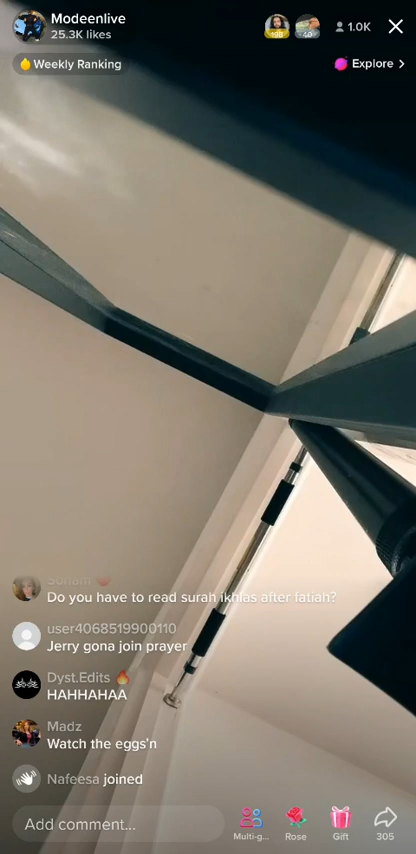 Modeenlive
25.3K likes
198
40
1.0K
Weekly Ranking
Explore
Soham
Do you have to read surah ikhlas after fatiah?
user4068519900110
Jerry gona join prayer
Dyst.Edits
HAHHAHAA
Madz
Watch the eggs'n
Nafeesa joined
Add comment...
Multi-g...
Rose
Gift
305